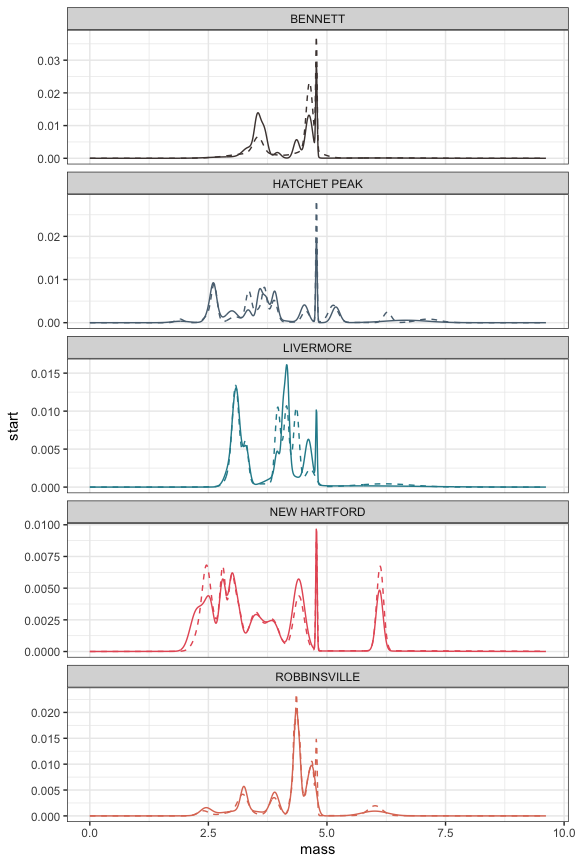 BENNETT
0.03
0.02
0.01
0.00
HATCHET PEAK
0.02
0.01
0.00
LIVERMORE
0.015
0.010
0.005
0.000
start
NEW HARTFORD
0.0100
0.0075
0.0050
0.0025
0.0000
ROBBINSVILLE
0.020
0.015
0.010
0.005
0.000
0.0 2.5 5.0 7.5 10.0
mass